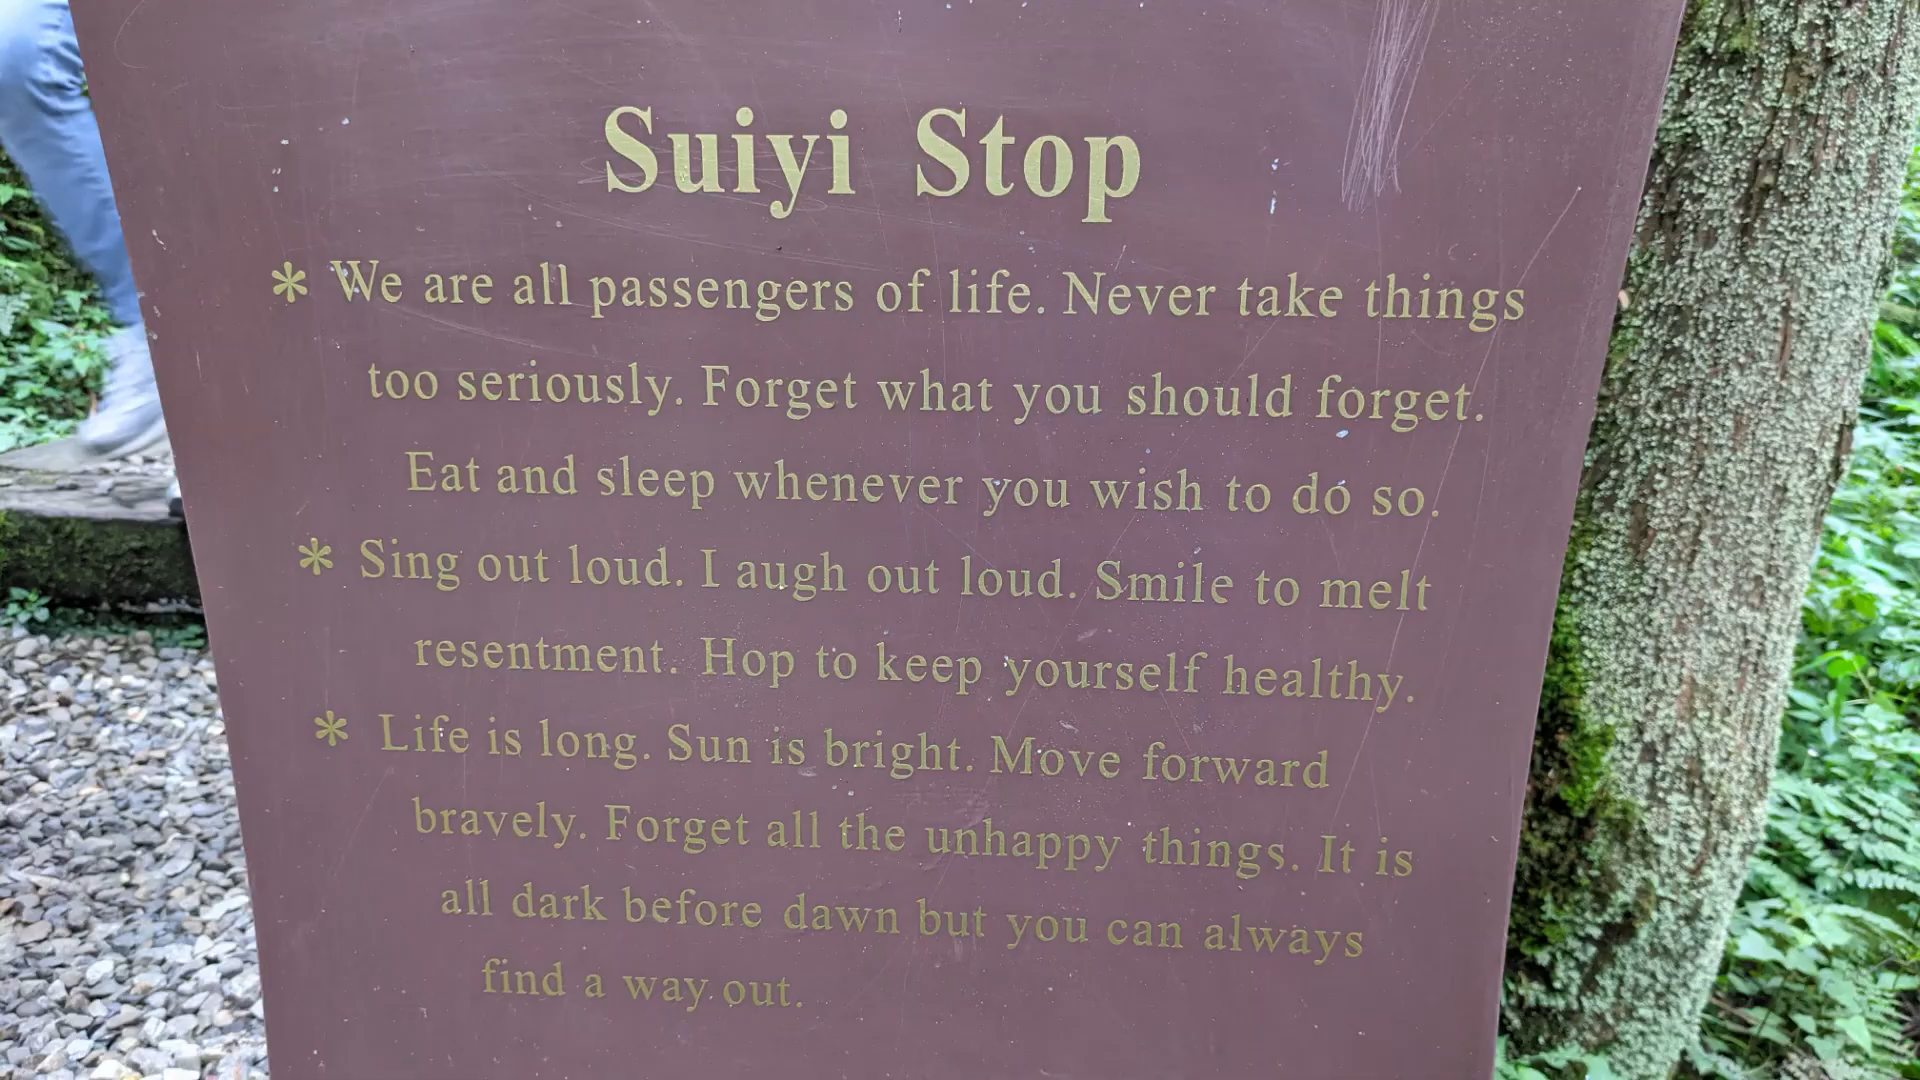 Suiyi Stop
* We are all passengers of life. Never take things
too seriously. Forget what you should forget.
Eat and sleep whenever you wish to do so.
* Sing out loud. I augh out loud. Smile to melt
resentment. Hop to keep yourself healthy.
* Life is long. Sun is bright. Move forward
bravely. Forget all the unhappy things. It is
all dark before dawn but you can always
find a way out.